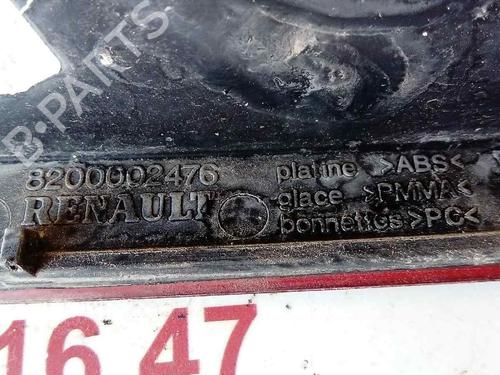 B-PARTS
8200002476
RENAULT
platine >ABS<
glace >PMMA<
bonnettes >PC<
16 47